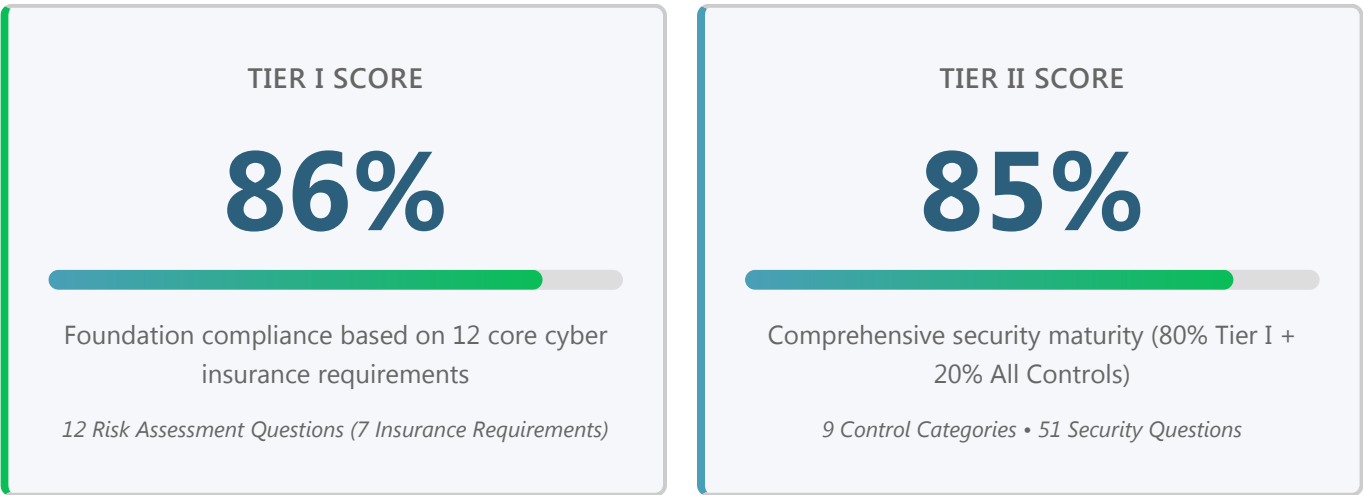 TIER I SCORE
86%
Foundation compliance based on 12 core cyber
insurance requirements
12 Risk Assessment Questions (7 Insurance Requirements)
TIER II SCORE
85%
Comprehensive security maturity (80% Tier I +
20% All Controls)
9 Control Categories • 51 Security Questions